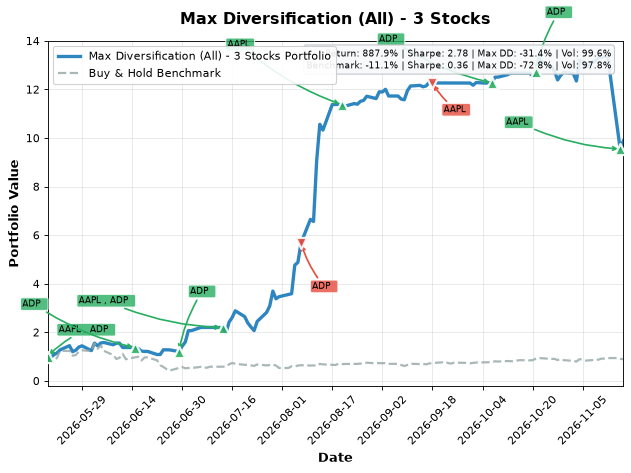 ADP
Max Diversification (All) - 3 Stocks
AAPL
ADP
Max Diversification (All) - 3 Stocks Portfolio
Buy & Hold Benchmark
turn: 887.9% | Sharpe: 2.78 | Max DD: -31.4% | Vol: 99.6%
enchmark: -11.1% | Sharpe: 0.36 | Max DD: -72.8% | Vol: 97.8%
AAPL
AAPL
ADP
AAPL , ADP
ADP
ADP
AAPL , ADP
14
12
10
8
6
4
2
0
Portfolio Value
2026-05-29
2026-06-14
2026-06-30
2026-07-16
2026-08-01
2026-08-17
2026-09-02
2026-09-18
2026-10-04
2026-10-20
2026-11-05
Date